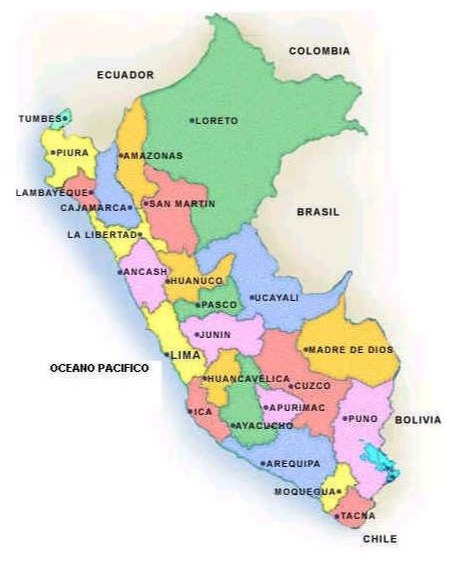 COLOMBIA
ECUADOR
TUMBES
LORETO
PIURA
AMAZONAS
LAMBAYEQUE
CAJAMARCA
SAN MARTIN
BRASIL
LA LIBERTAD
ANCASH
HUANUCO
UCAYALI
PASCO
JUNIN
LIMA
MADRE DE DIOS
OCEANO PACIFICO
HUANCAVELICA
CUZCO
ICA
APURIMAC
PUNO
BOLIVIA
AYACUCHO
AREQUIPA
MOQUEGUA
TACNA
CHILE